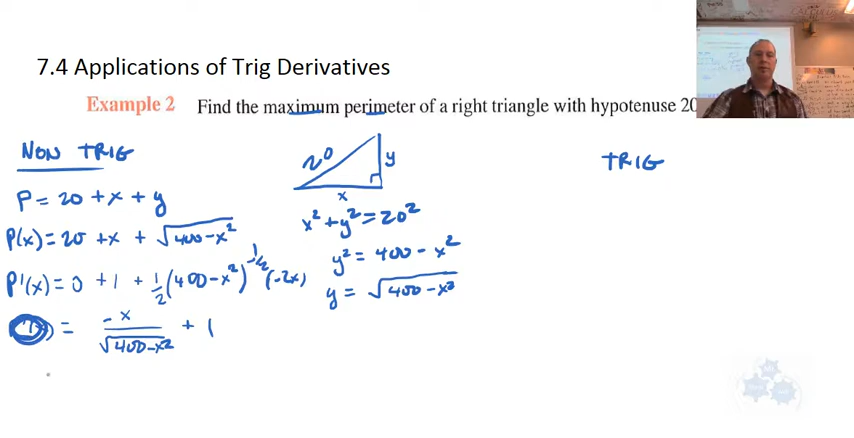 7.4 Applications of Trig Derivatives
Example 2 Find the maximum perimeter of a right triangle with hypotenuse 20
NON TRIG
P = 20 + x + y
P(x) = 20 + x + √400-x²
P'(x) = 0 + 1 + 1/2 (400-x²)^-1/2 (-2x)
= -x/√400-x² + 1
20
y
x
x² + y² = 20²
y² = 400 - x²
y = √400-x²
TRIG